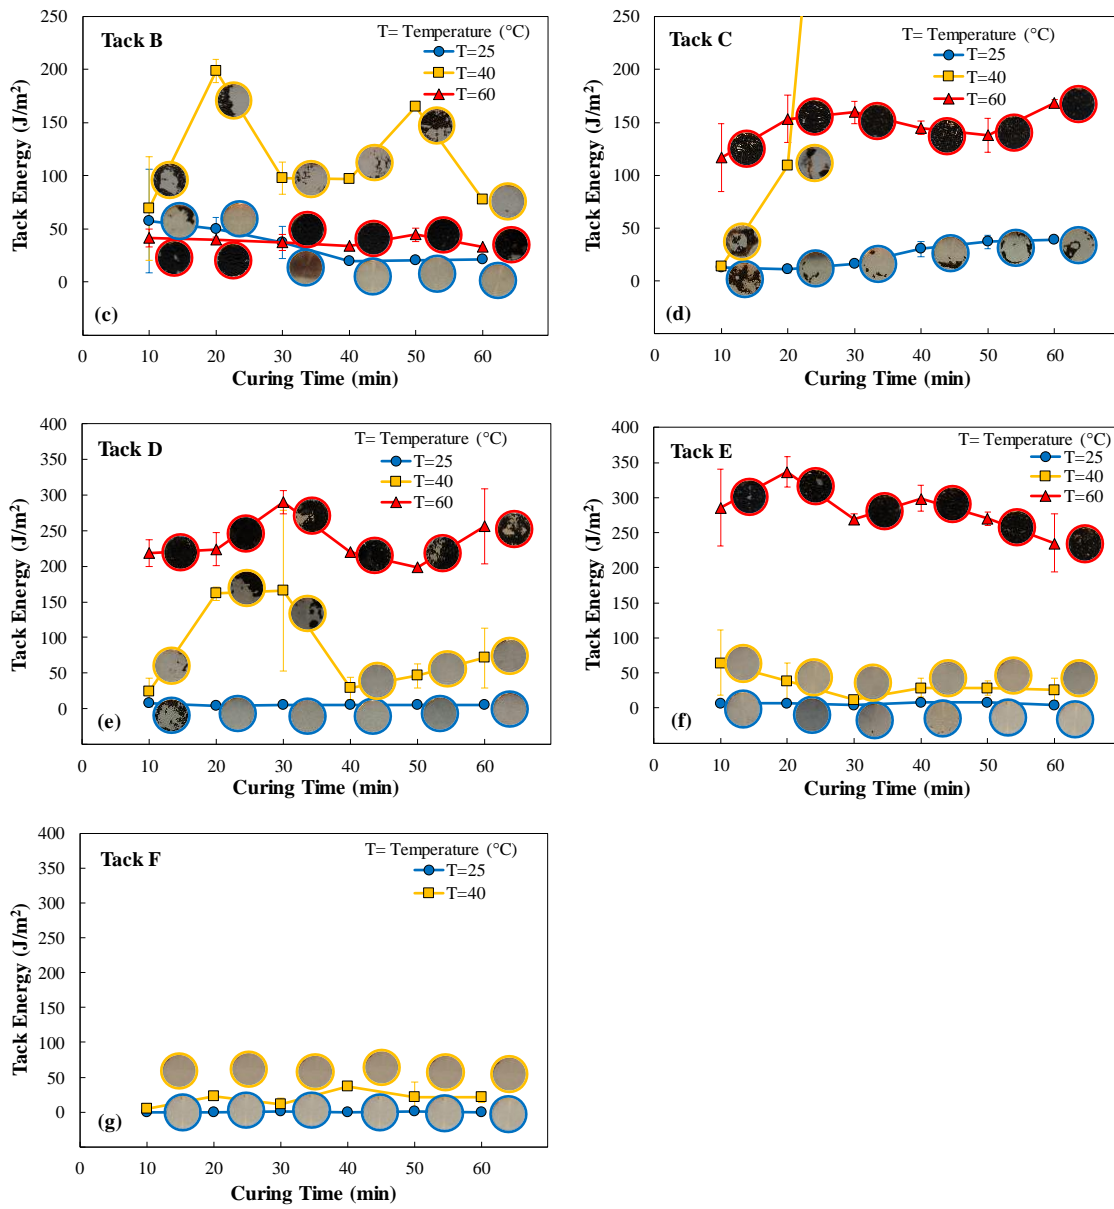 Tack B
T= Temperature (°C)
T=25
T=40
T=60
250
200
150
100
50
0
Tack Energy (J/m²)
(c)
0 10 20 30 40 50 60
Curing Time (min)
Tack C
T= Temperature (°C)
T=25
T=40
T=60
250
200
150
100
50
0
Tack Energy (J/m²)
(d)
0 10 20 30 40 50 60
Curing Time (min)
Tack D
T= Temperature (°C)
T=25
T=40
T=60
400
350
300
250
200
150
100
50
0
Tack Energy (J/m²)
(e)
0 10 20 30 40 50 60
Curing Time (min)
Tack E
T= Temperature (°C)
T=25
T=40
T=60
400
350
300
250
200
150
100
50
0
Tack Energy (J/m²)
(f)
0 10 20 30 40 50 60
Curing Time (min)
Tack F
T= Temperature (°C)
T=25
T=40
400
350
300
250
200
150
100
50
0
Tack Energy (J/m²)
(g)
0 10 20 30 40 50 60
Curing Time (min)